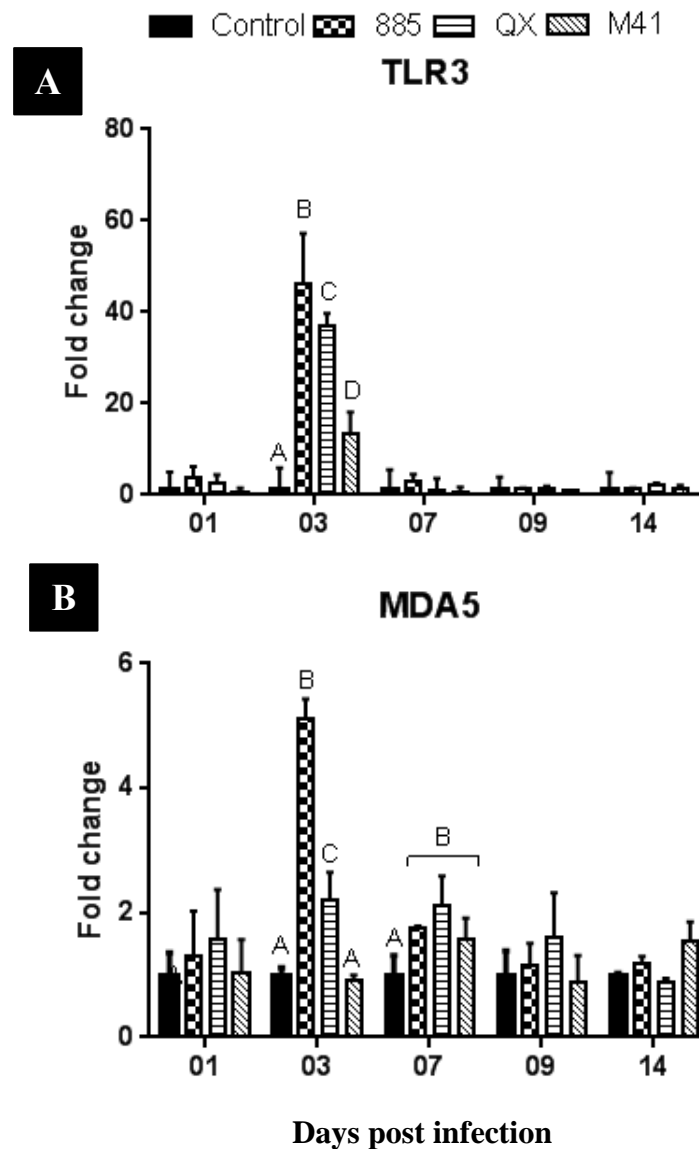 Control 885 QX M41
A
TLR3
80
60
40
20
0
Fold change
A B C D
01 03 07 09 14
B
MDA5
6
4
2
0
Fold change
A B C A
A B
01 03 07 09 14
Days post infection